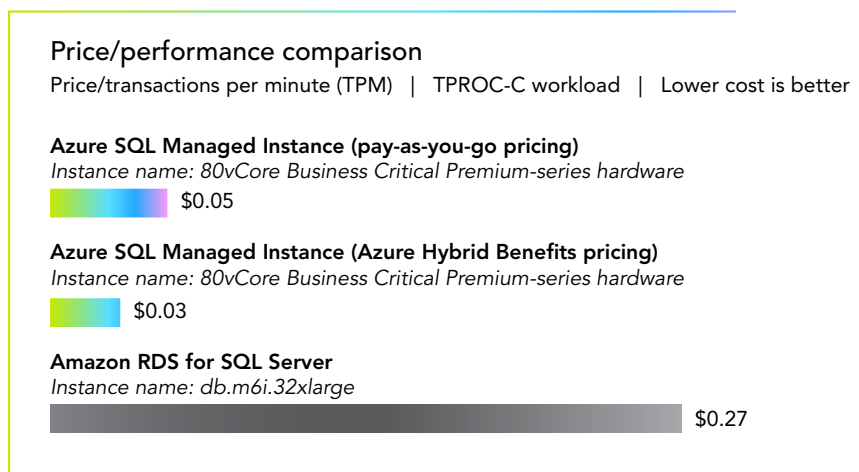 Price/performance comparison
Price/transactions per minute (TPM) | TPROC-C workload | Lower cost is better
Azure SQL Managed Instance (pay-as-you-go pricing)
Instance name: 80vCore Business Critical Premium-series hardware
$0.05
Azure SQL Managed Instance (Azure Hybrid Benefits pricing)
Instance name: 80vCore Business Critical Premium-series hardware
$0.03
Amazon RDS for SQL Server
Instance name: db.m6i.32xlarge
$0.27